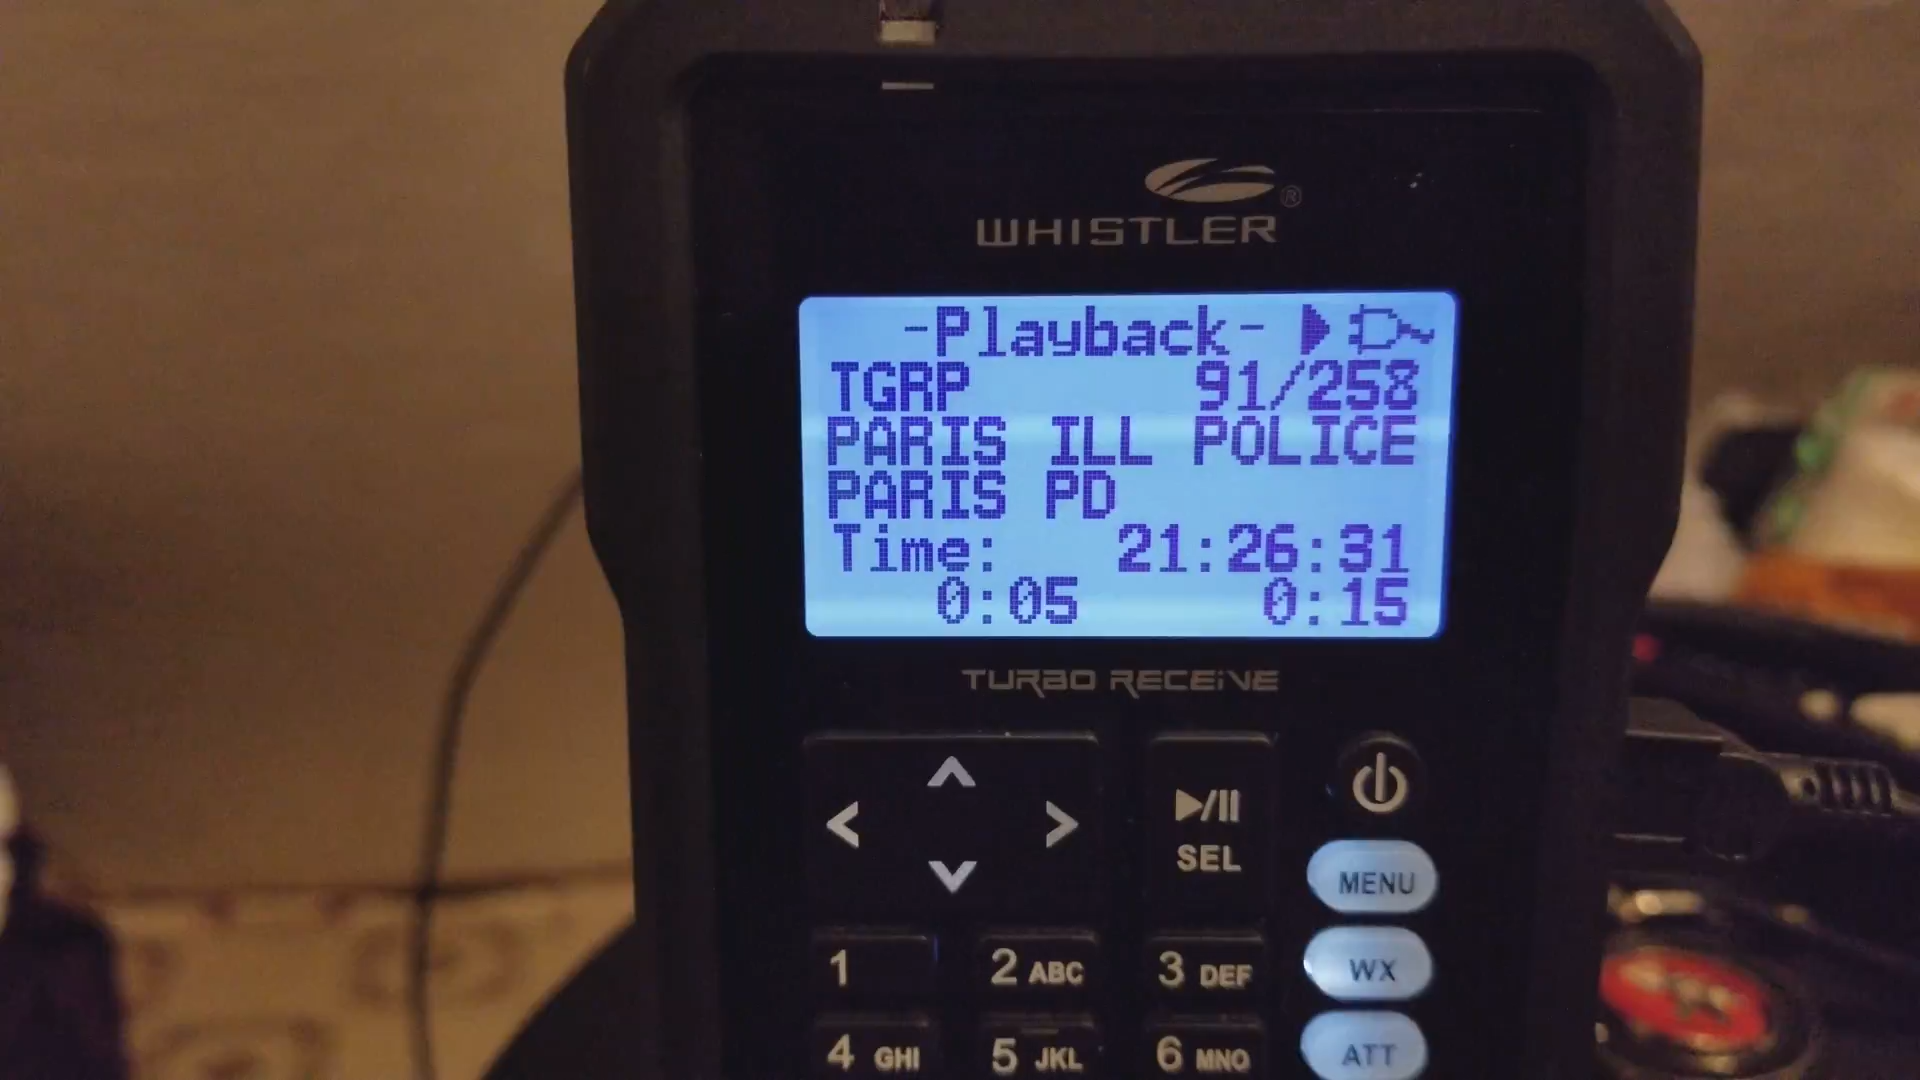 WHISTLER®
-Playback-
TGRP 91/258
PARIS ILL POLICE
PARIS PD
Time: 21:26:31
0:05 0:15
TURBO RECEIVE
SEL
MENU
1 2 ABC 3 DEF WX
4 GHI 5 JKL 6 MNO ATT